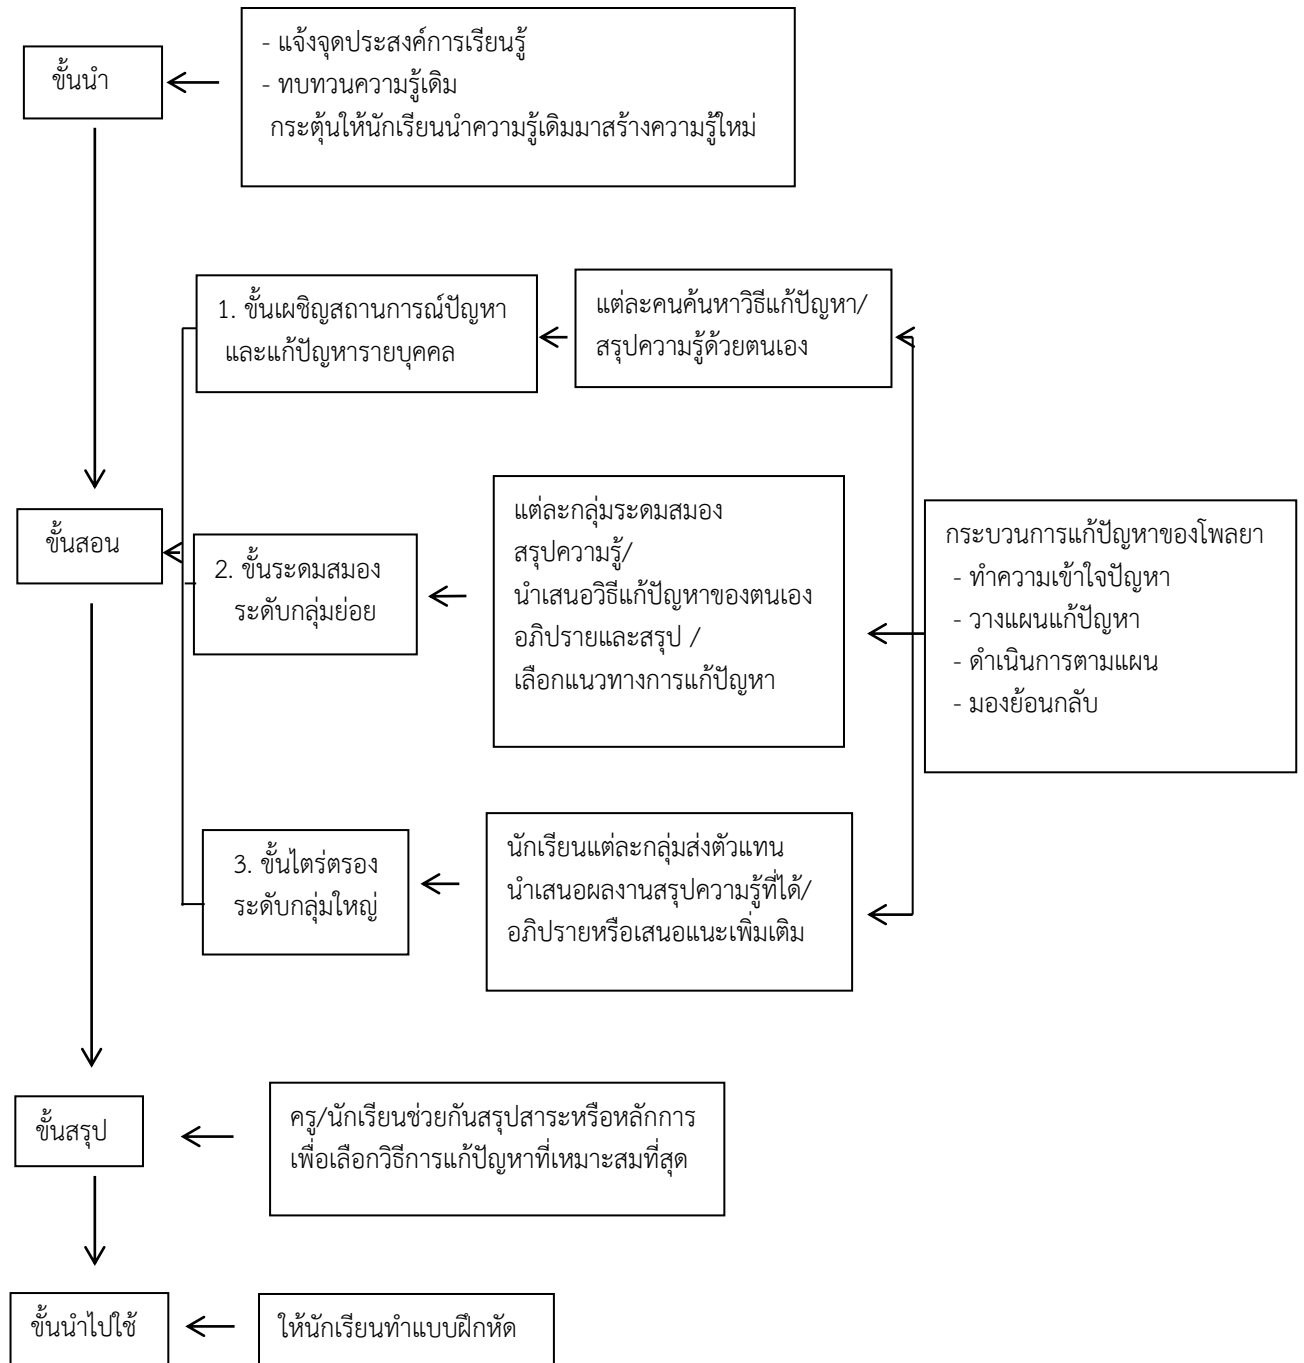 ขั้นนำ
- แจ้งจุดประสงค์การเรียนรู้
- ทบทวนความรู้เดิม
กระตุ้นให้นักเรียนนำความรู้เดิมมาสร้างความรู้ใหม่
ขั้นสอน
1. ขั้นเผชิญสถานการณ์ปัญหา
และแก้ปัญหารายบุคคล
แต่ละคนค้นหาวิธีแก้ปัญหา/
สรุปความรู้ด้วยตนเอง
2. ขั้นระดมสมอง
ระดับกลุ่มย่อย
แต่ละกลุ่มระดมสมอง
สรุปความรู้/
นำเสนอวิธีแก้ปัญหาของตนเอง
อภิปรายและสรุป /
เลือกแนวทางการแก้ปัญหา
กระบวนการแก้ปัญหาของโพลยา
- ทำความเข้าใจปัญหา
- วางแผนแก้ปัญหา
- ดำเนินการตามแผน
- มองย้อนกลับ
3. ขั้นไตร่ตรอง
ระดับกลุ่มใหญ่
นักเรียนแต่ละกลุ่มส่งตัวแทน
นำเสนอผลงานสรุปความรู้ที่ได้/
อภิปรายหรือเสนอแนะเพิ่มเติม
ขั้นสรุป
ครู/นักเรียนช่วยกันสรุปสาระหรือหลักการ
เพื่อเลือกวิธีการแก้ปัญหาที่เหมาะสมที่สุด
ขั้นนำไปใช้
ให้นักเรียนทำแบบฝึกหัด